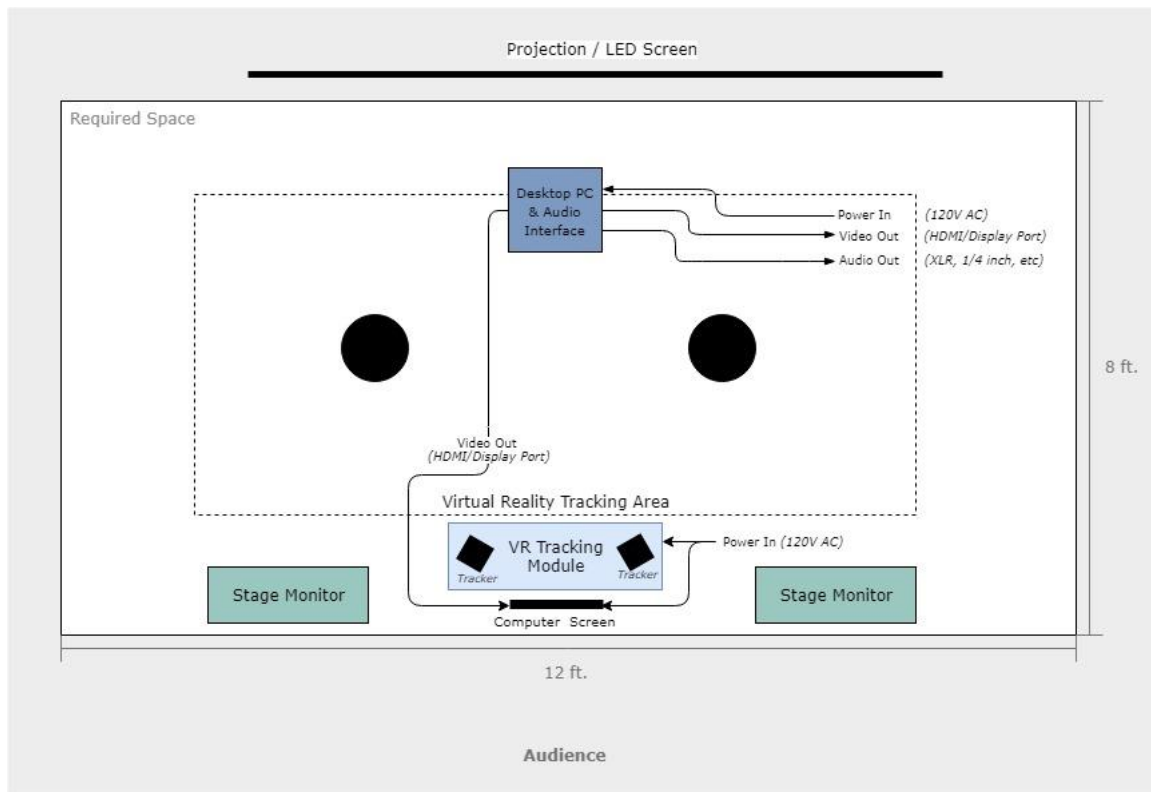 Projection / LED Screen
Required Space
Desktop PC
& Audio
Interface
Power In (120V AC)
Video Out (HDMI/Display Port)
Audio Out (XLR, 1/4 inch, etc)
8 ft.
Video Out
(HDMI/Display Port)
Virtual Reality Tracking Area
VR Tracking
Module
Tracker
Tracker
Power In (120V AC)
Stage Monitor
Stage Monitor
Computer Screen
12 ft.
Audience